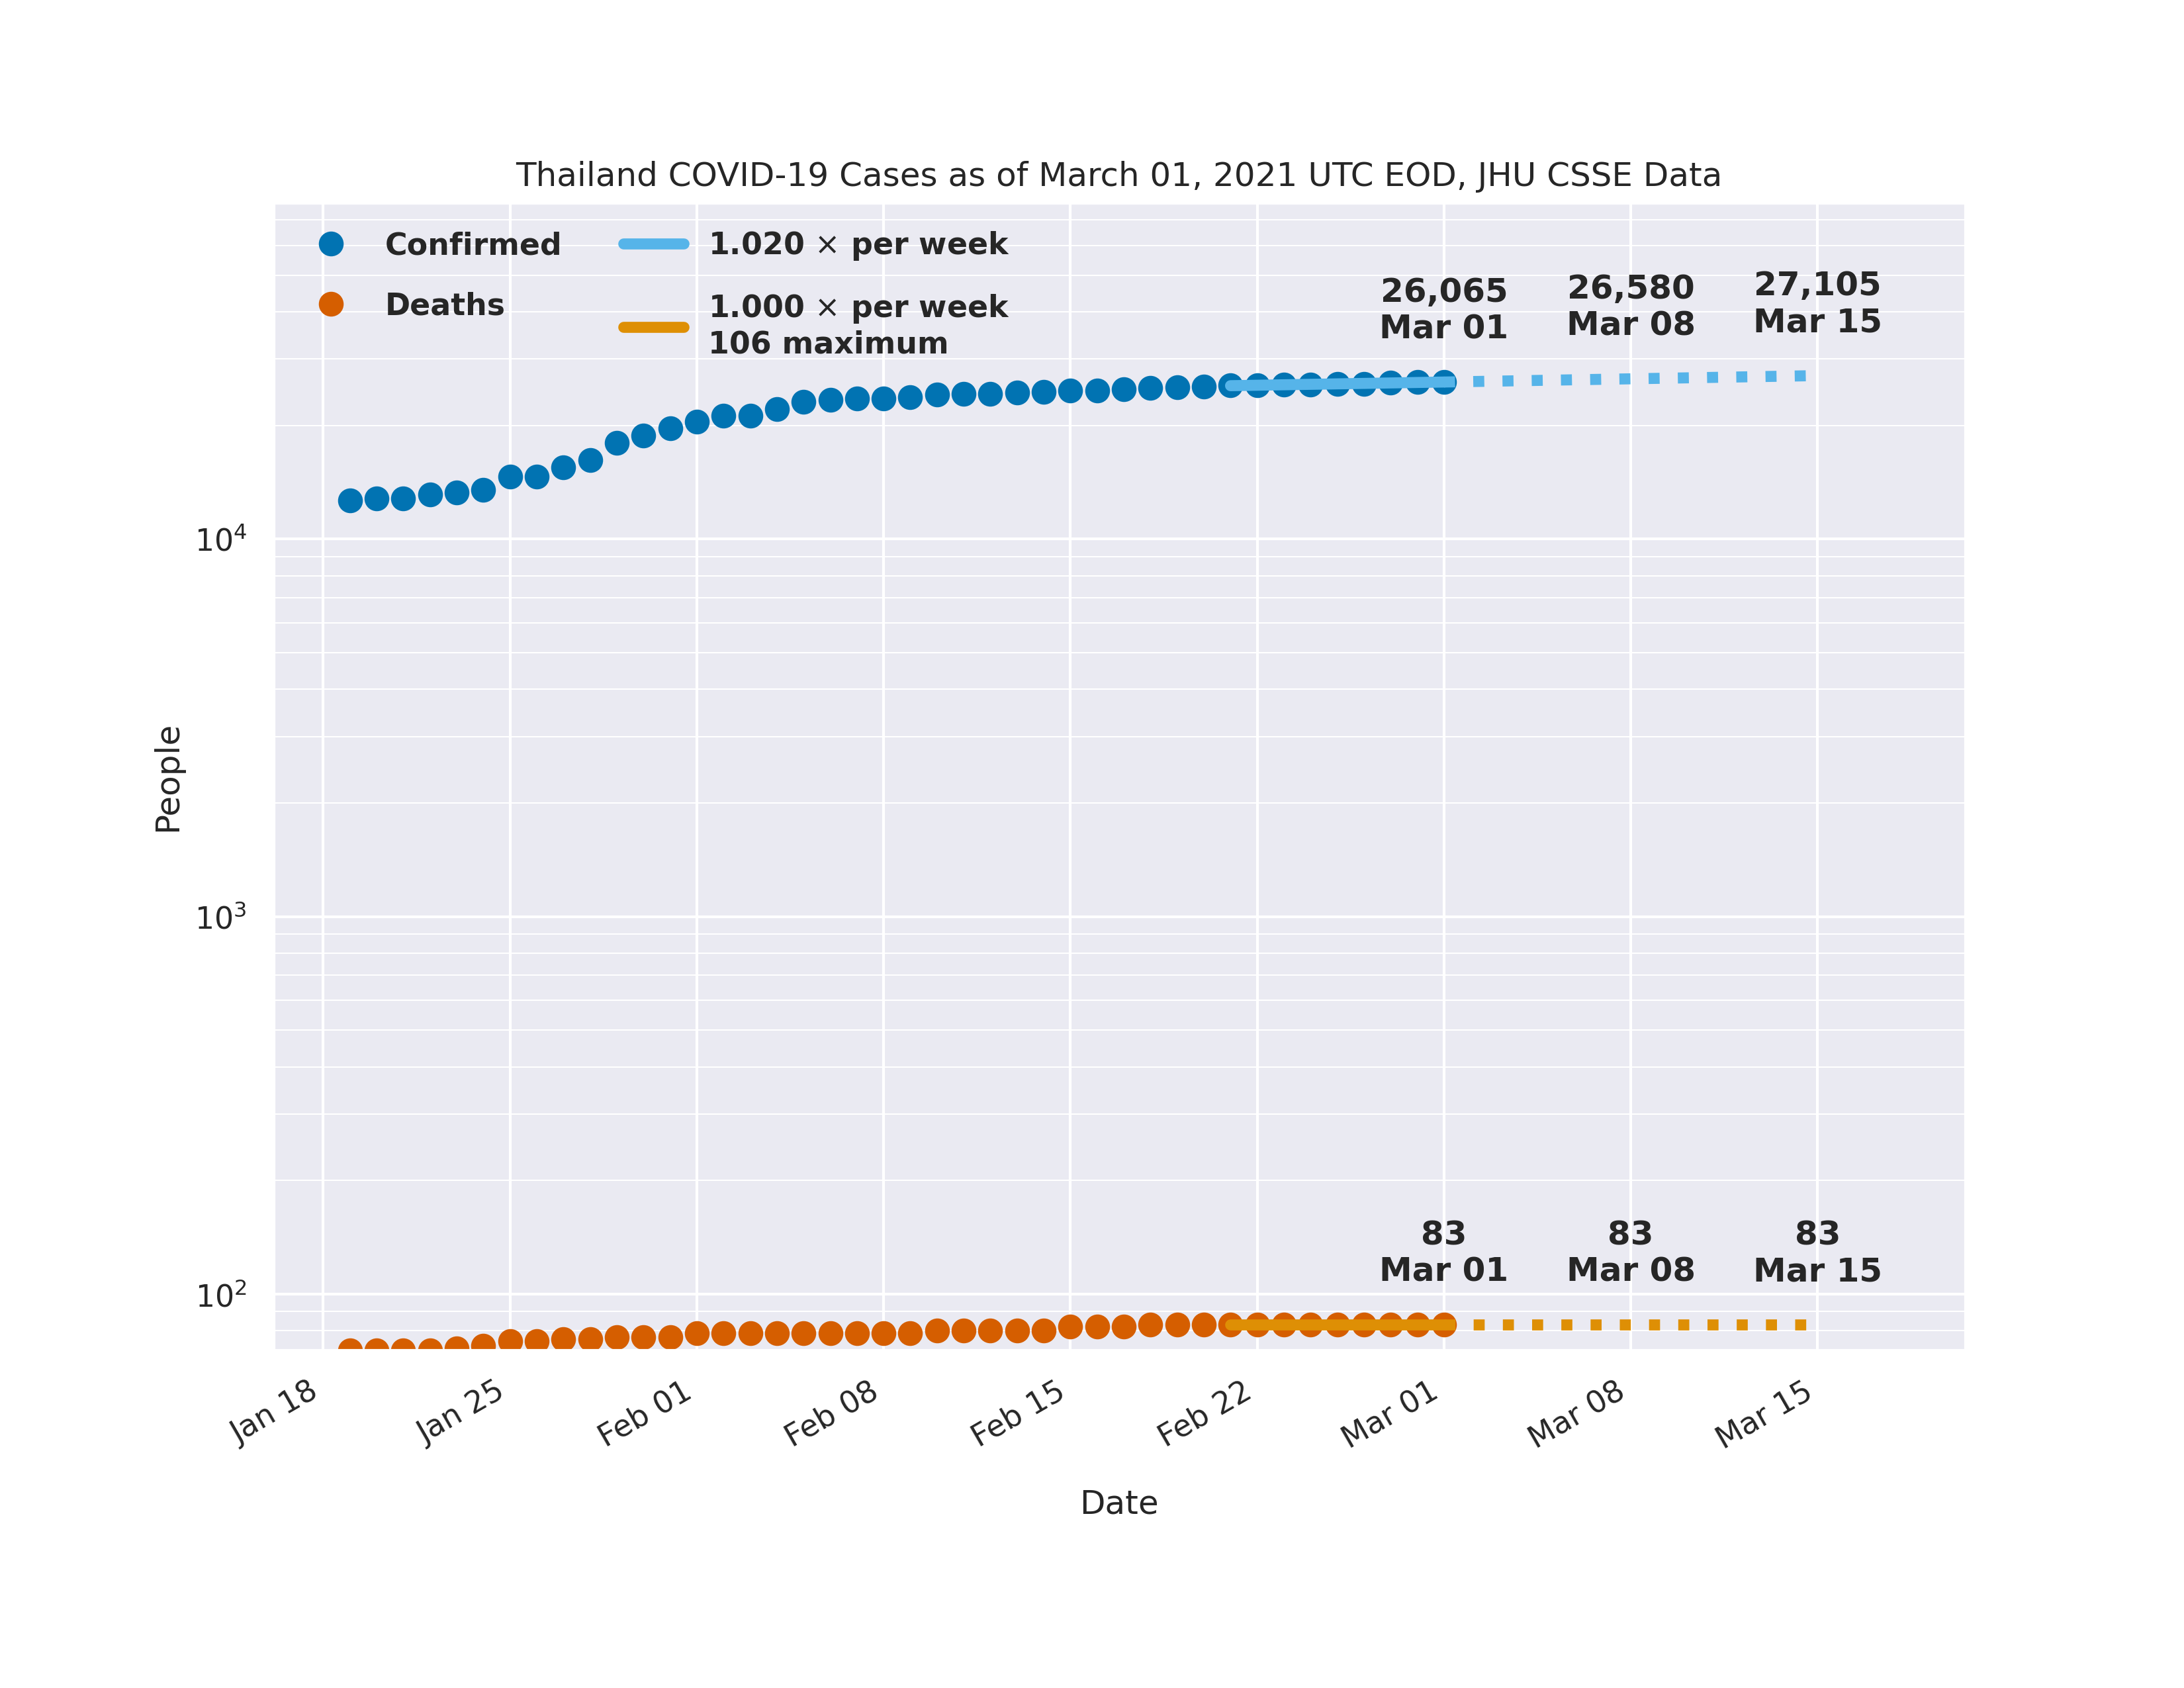 Thailand COVID-19 Cases as of March 01, 2021 UTC EOD, JHU CSSE Data
Confirmed
Deaths
1.020 × per week
1.000 × per week
106 maximum
26,065
Mar 01
26,580
Mar 08
27,105
Mar 15
10⁴
10³
10²
People
83
Mar 01
83
Mar 08
83
Mar 15
Jan 18
Jan 25
Feb 01
Feb 08
Feb 15
Feb 22
Mar 01
Mar 08
Mar 15
Date